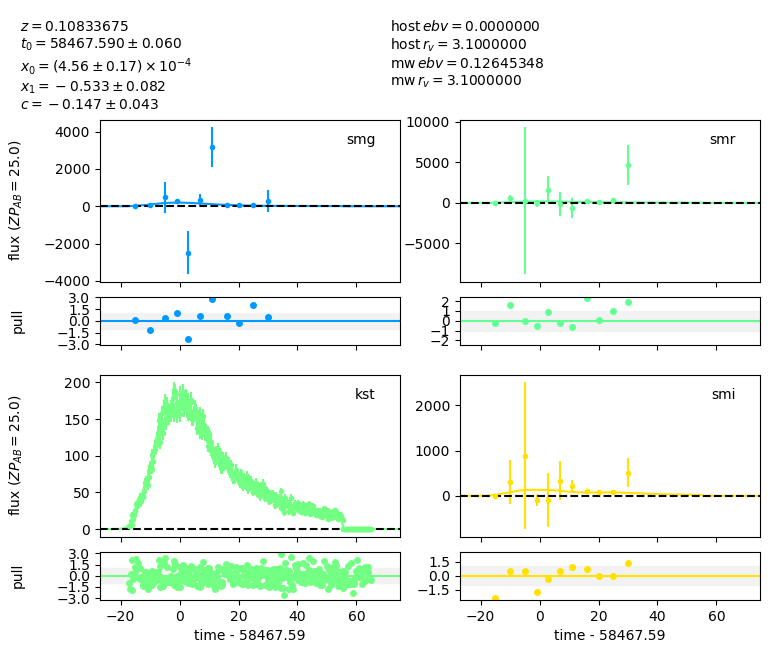 z = 0.10833675
t₀ = 58467.590 ± 0.060
x₀ = (4.56 ± 0.17) × 10⁻⁴
x₁ = −0.533 ± 0.082
c = −0.147 ± 0.043
host ebv = 0.0000000
host r_v = 3.1000000
mw ebv = 0.12645348
mw r_v = 3.1000000
flux (ZP_AB = 25.0)
4000
2000
0
−2000
−4000
smg
10000
5000
0
−5000
smr
pull
3.0
1.5
0.0
−1.5
−3.0
2
1
0
−1
−2
flux (ZP_AB = 25.0)
200
150
100
50
0
kst
2000
1000
0
smi
pull
3.0
1.5
0.0
−1.5
−3.0
1.5
0.0
−1.5
−20 0 20 40 60
−20 0 20 40 60
time - 58467.59
time - 58467.59